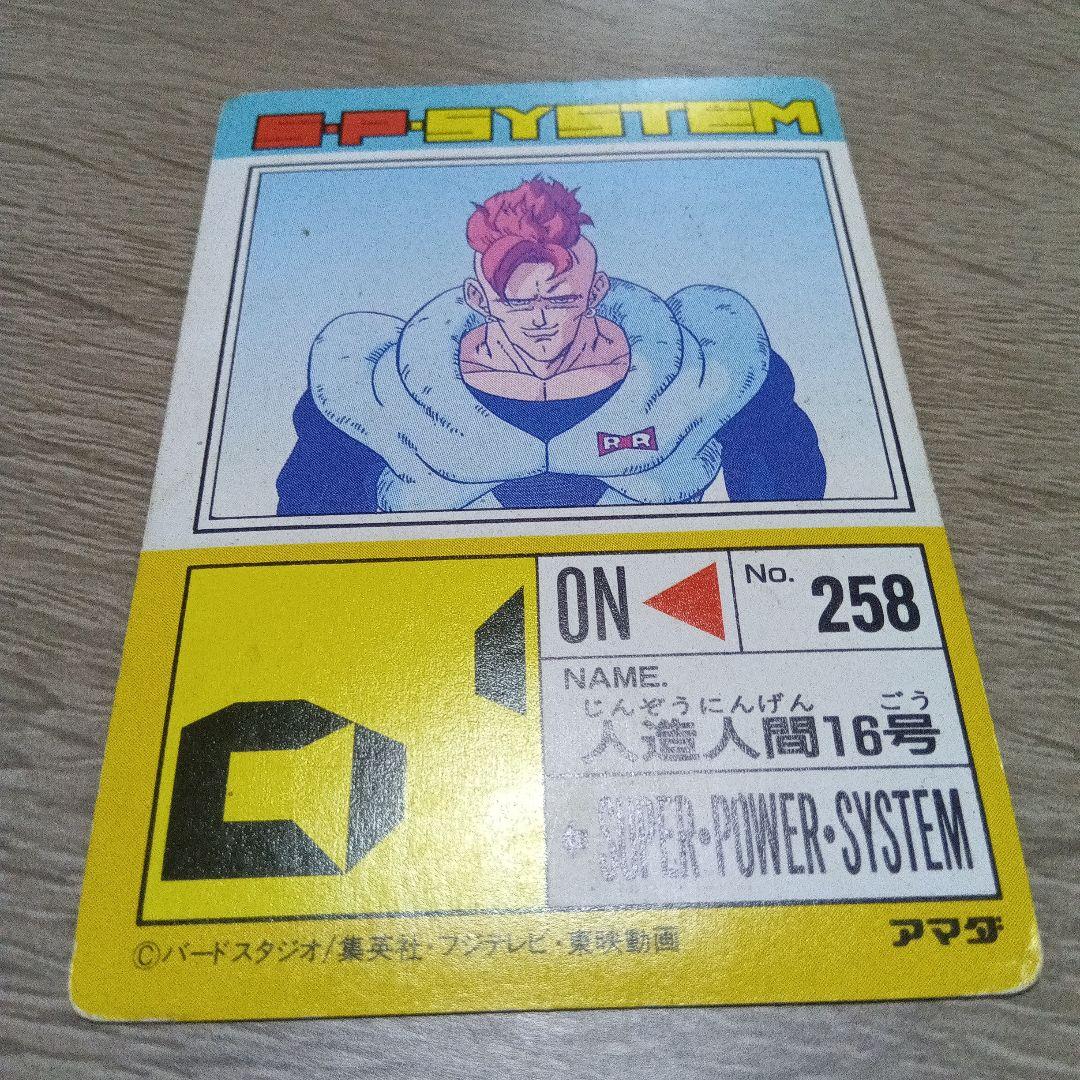 S·P·SYSTEM
RR
ON
No. 258
NAME.
じんぞうにんげん ごう
人造人間16号
SUPER·POWER·SYSTEM
©バードスタジオ/集英社·フジテレビ·東映動画
アマダ